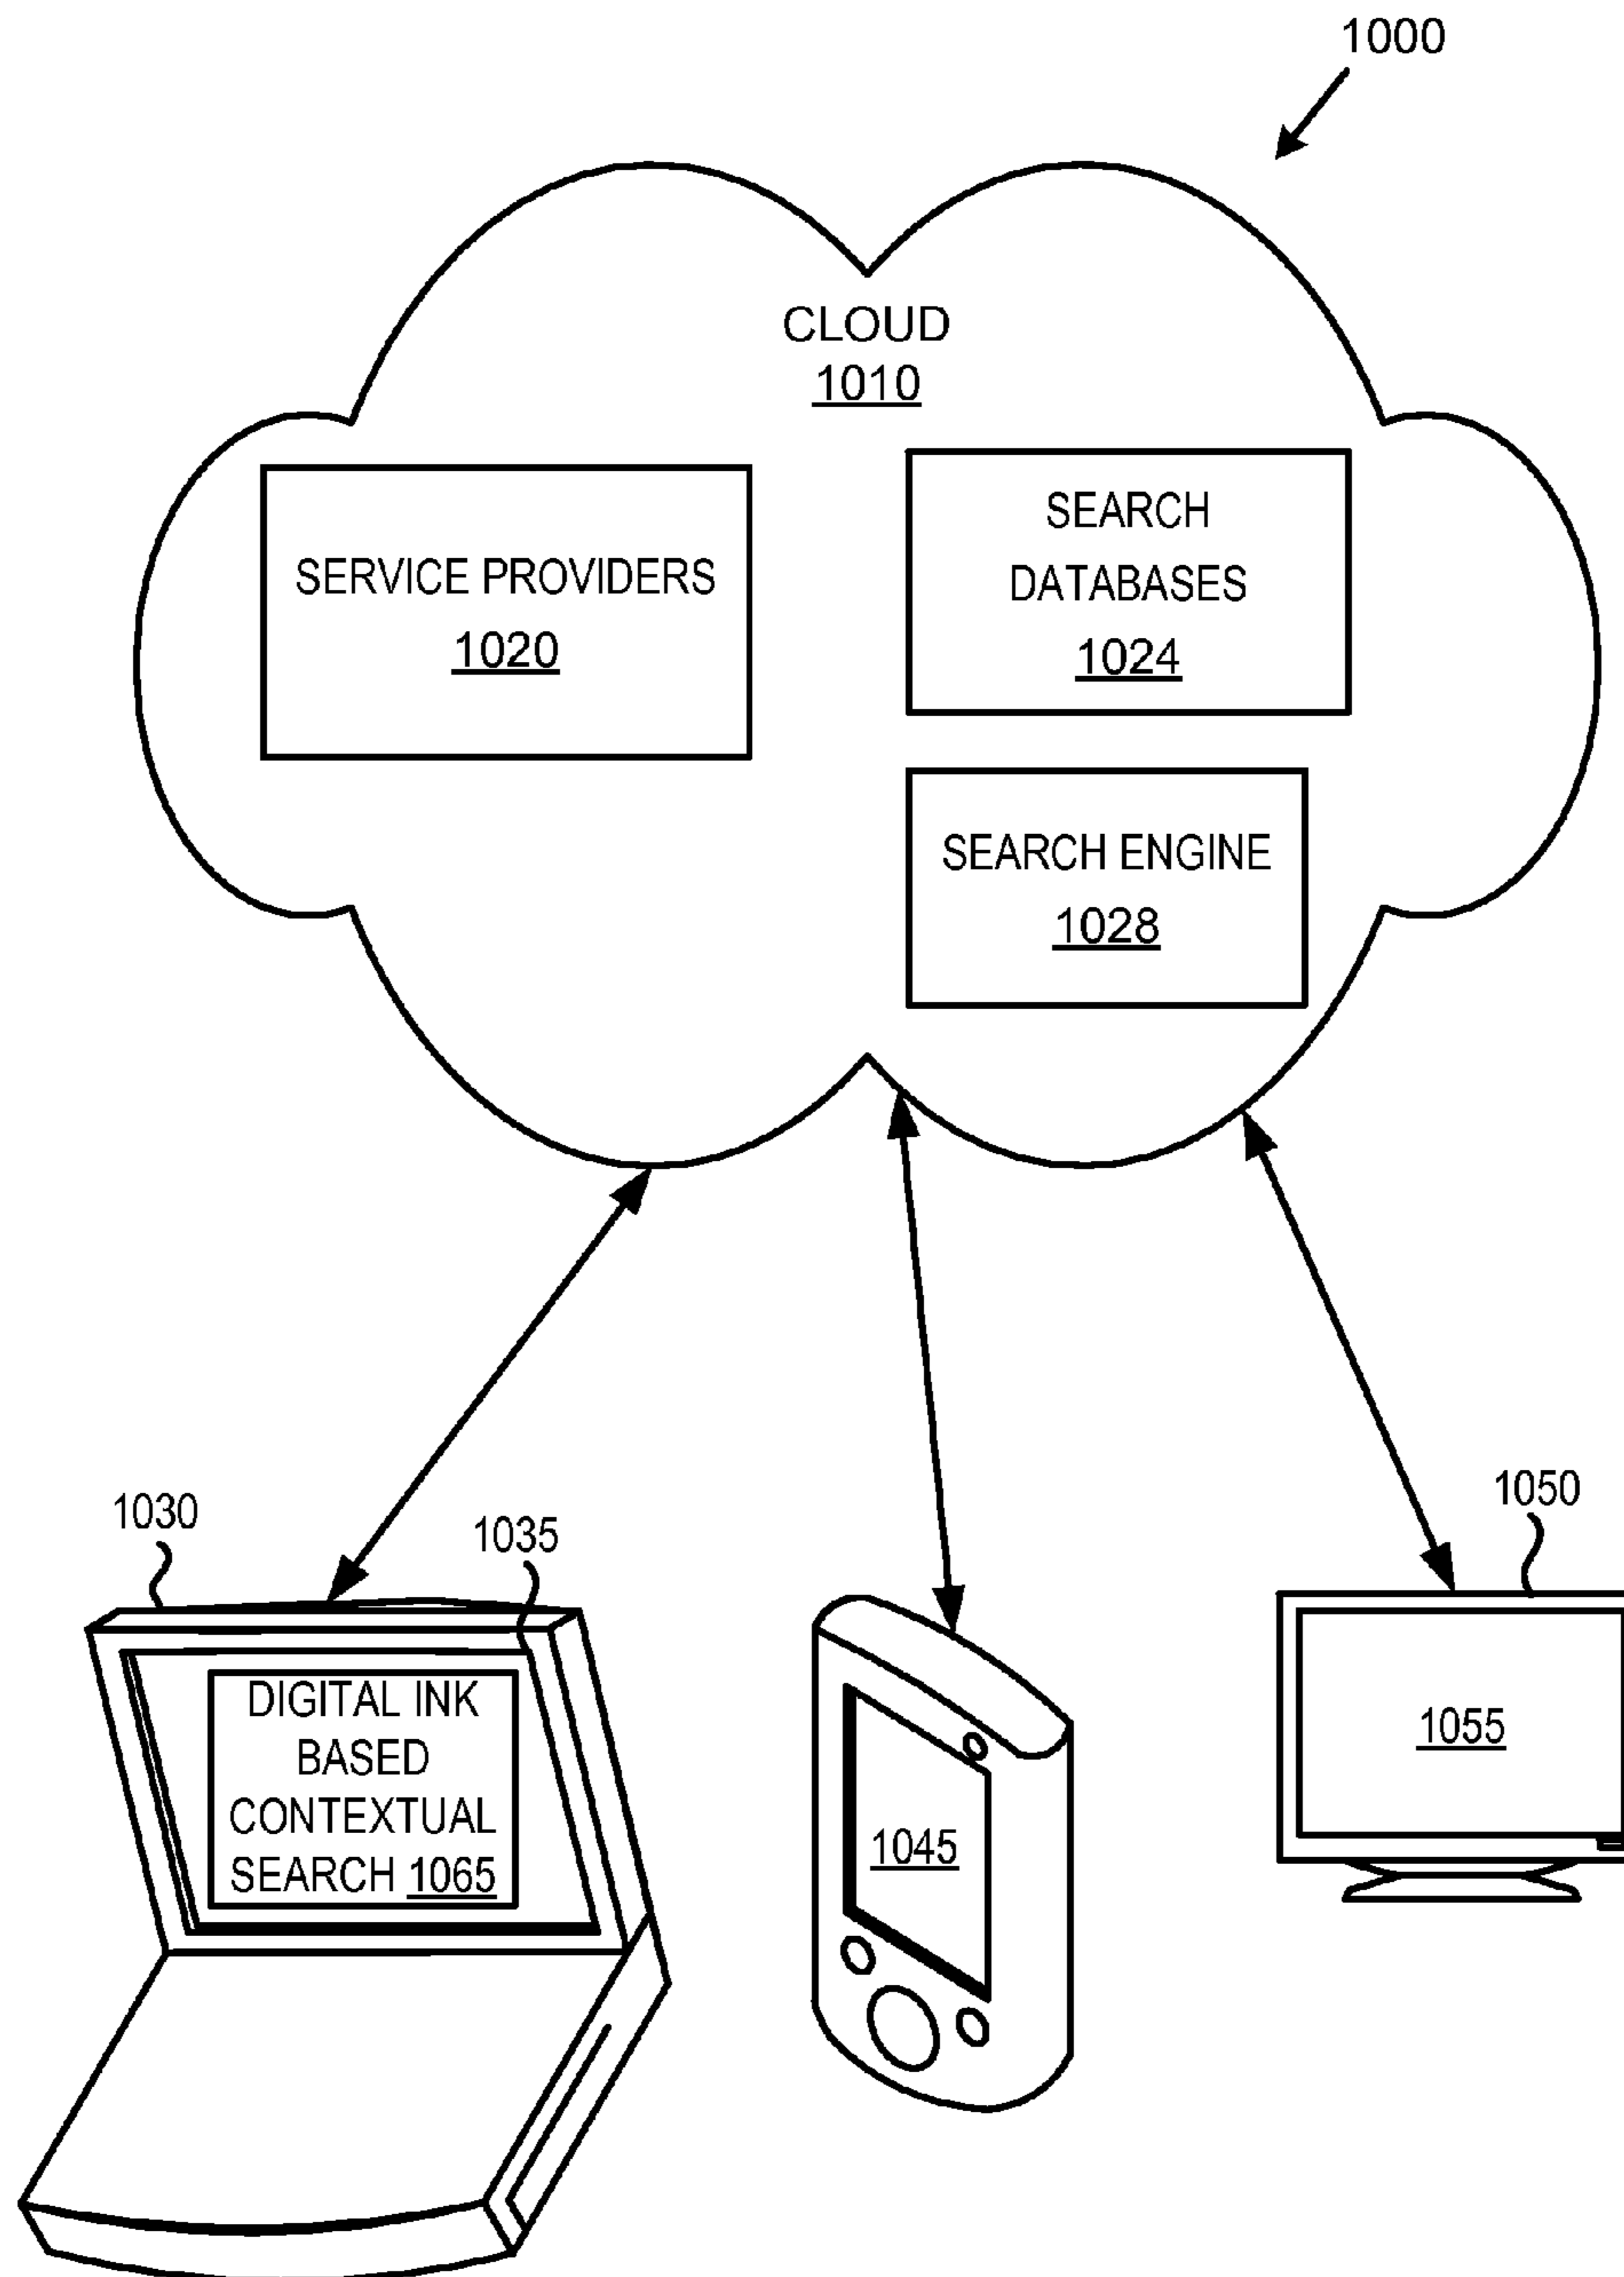 1000
CLOUD
1010
SERVICE PROVIDERS
1020
SEARCH
DATABASES
1024
SEARCH ENGINE
1028
1030
1035
1050
DIGITAL INK
BASED
CONTEXTUAL
SEARCH 1065
1045
1055